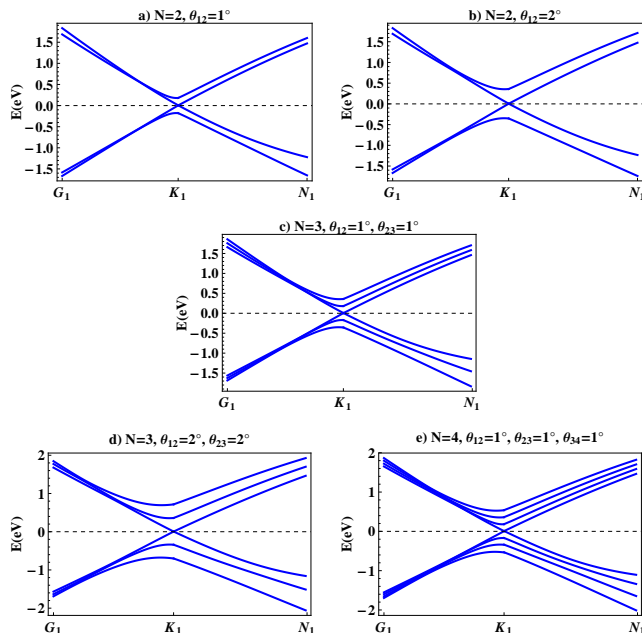 a) N=2, θ12=1°
E(eV)
1.5
1.0
0.5
0.0
−0.5
−1.0
−1.5
G1 K1 N1
b) N=2, θ12=2°
E(eV)
1.5
1.0
0.5
0.0
−0.5
−1.0
−1.5
G1 K1 N1
c) N=3, θ12=1°, θ23=1°
E(eV)
1.5
1.0
0.5
0.0
−0.5
−1.0
−1.5
G1 K1 N1
d) N=3, θ12=2°, θ23=2°
E(eV)
2
1
0
−1
−2
G1 K1 N1
e) N=4, θ12=1°, θ23=1°, θ34=1°
E(eV)
2
1
0
−1
−2
G1 K1 N1